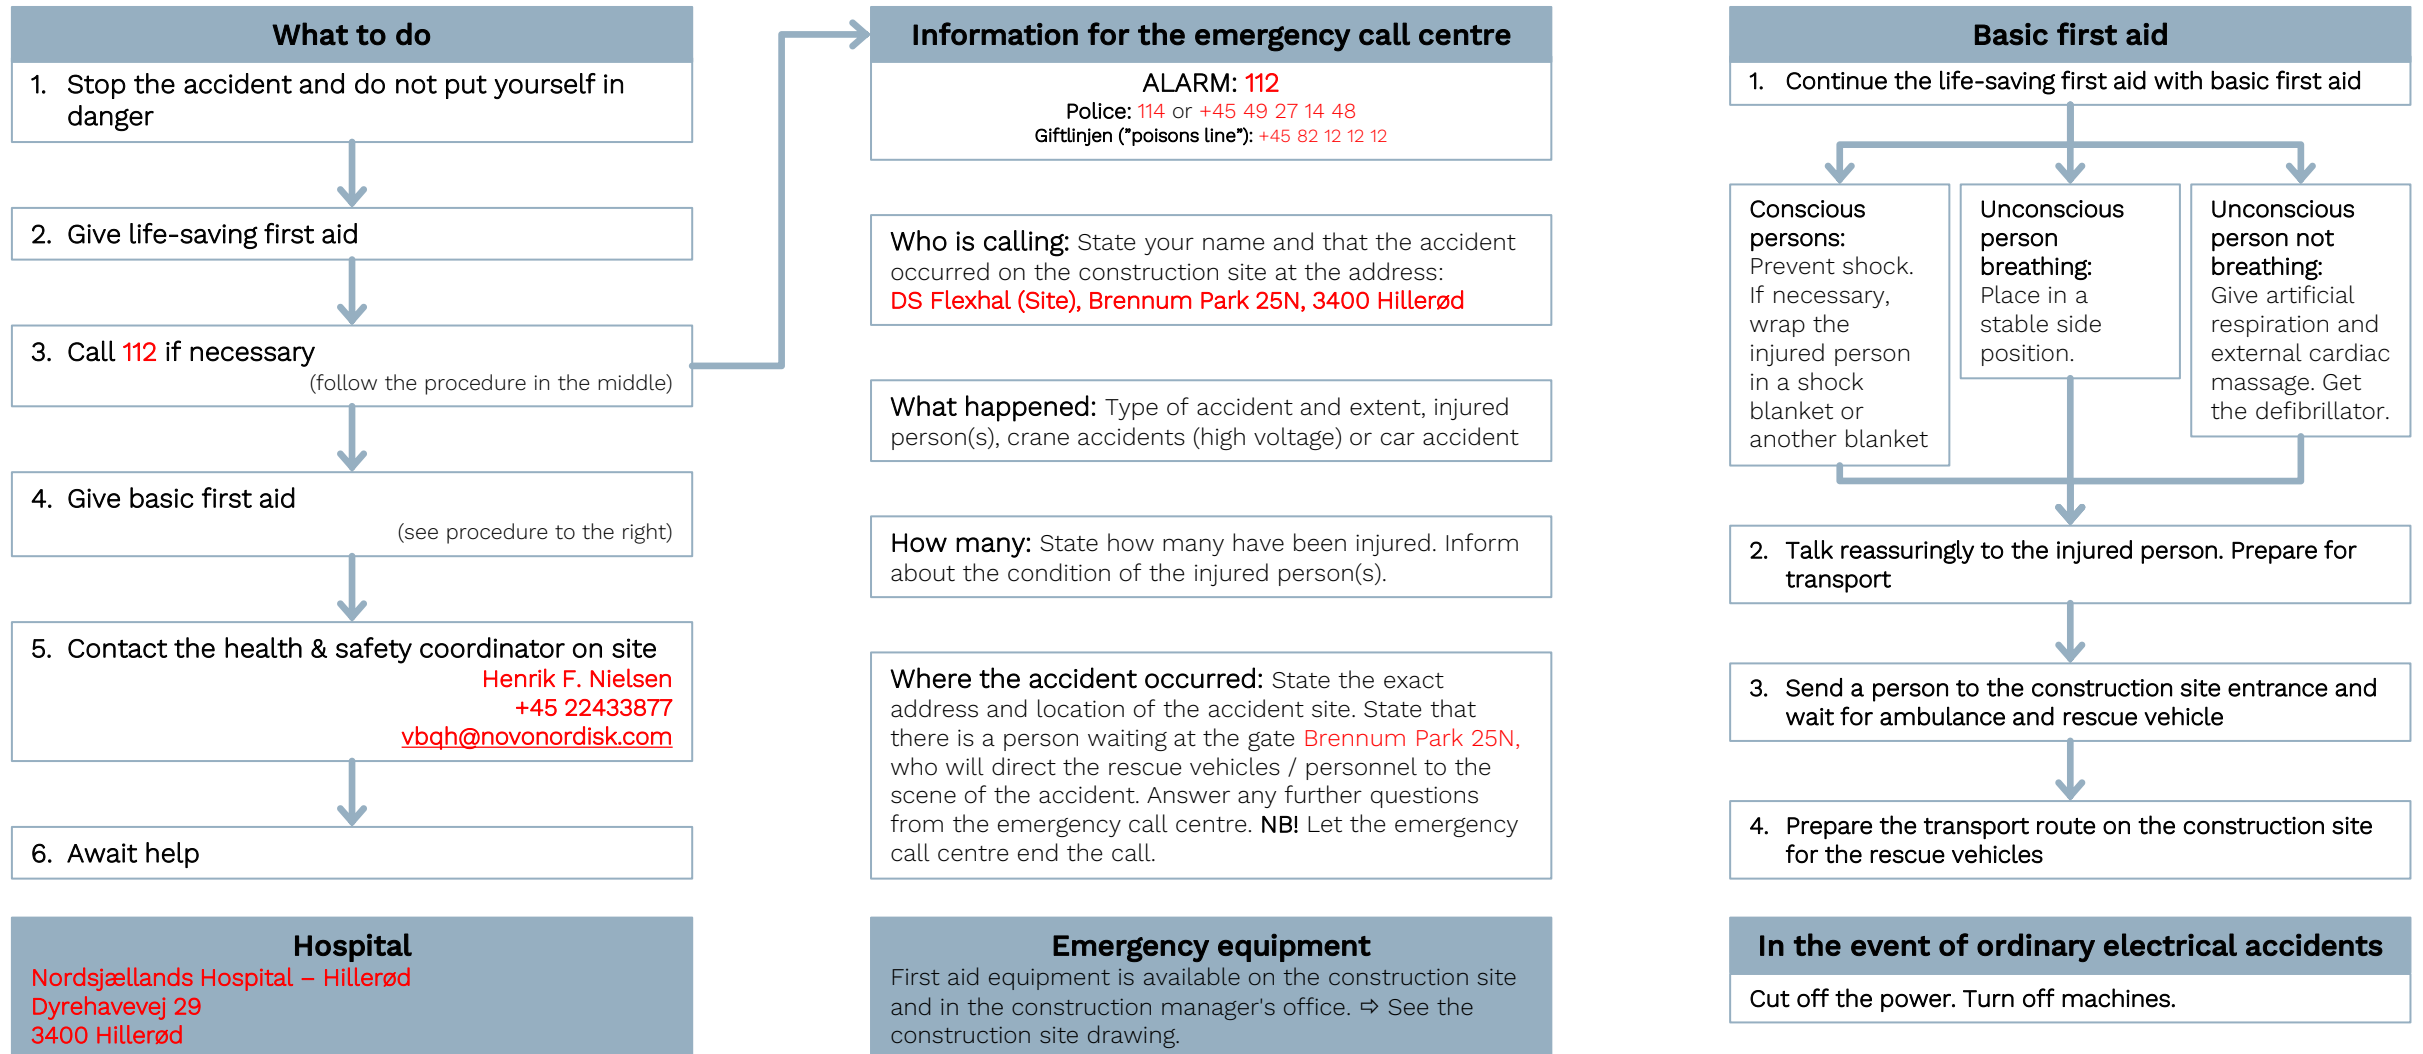 What to do
1. Stop the accident and do not put yourself in
danger
2. Give life-saving first aid
3. Call 112 if necessary
(follow the procedure in the middle)
4. Give basic first aid
(see procedure to the right)
5. Contact the health & safety coordinator on site
Henrik F. Nielsen
+45 22433877
vbqh@novonordisk.com
6. Await help
Hospital
Nordsjællands Hospital – Hillerød
Dyrehavevej 29
3400 Hillerød
Information for the emergency call centre
ALARM: 112
Police: 114 or +45 49 27 14 48
Giftlinjen ("poisons line"): +45 82 12 12 12
Who is calling: State your name and that the accident
occurred on the construction site at the address:
DS Flexhal (Site), Brennum Park 25N, 3400 Hillerød
What happened: Type of accident and extent, injured
person(s), crane accidents (high voltage) or car accident
How many: State how many have been injured. Inform
about the condition of the injured person(s).
Where the accident occurred: State the exact
address and location of the accident site. State that
there is a person waiting at the gate Brennum Park 25N,
who will direct the rescue vehicles / personnel to the
scene of the accident. Answer any further questions
from the emergency call centre. NB! Let the emergency
call centre end the call.
Emergency equipment
First aid equipment is available on the construction site
and in the construction manager's office. ⇨ See the
construction site drawing.
Basic first aid
1. Continue the life-saving first aid with basic first aid
Conscious
persons:
Prevent shock.
If necessary,
wrap the
injured person
in a shock
blanket or
another blanket
Unconscious
person
breathing:
Place in a
stable side
position.
Unconscious
person not
breathing:
Give artificial
respiration and
external cardiac
massage. Get
the defibrillator.
2. Talk reassuringly to the injured person. Prepare for
transport
3. Send a person to the construction site entrance and
wait for ambulance and rescue vehicle
4. Prepare the transport route on the construction site
for the rescue vehicles
In the event of ordinary electrical accidents
Cut off the power. Turn off machines.